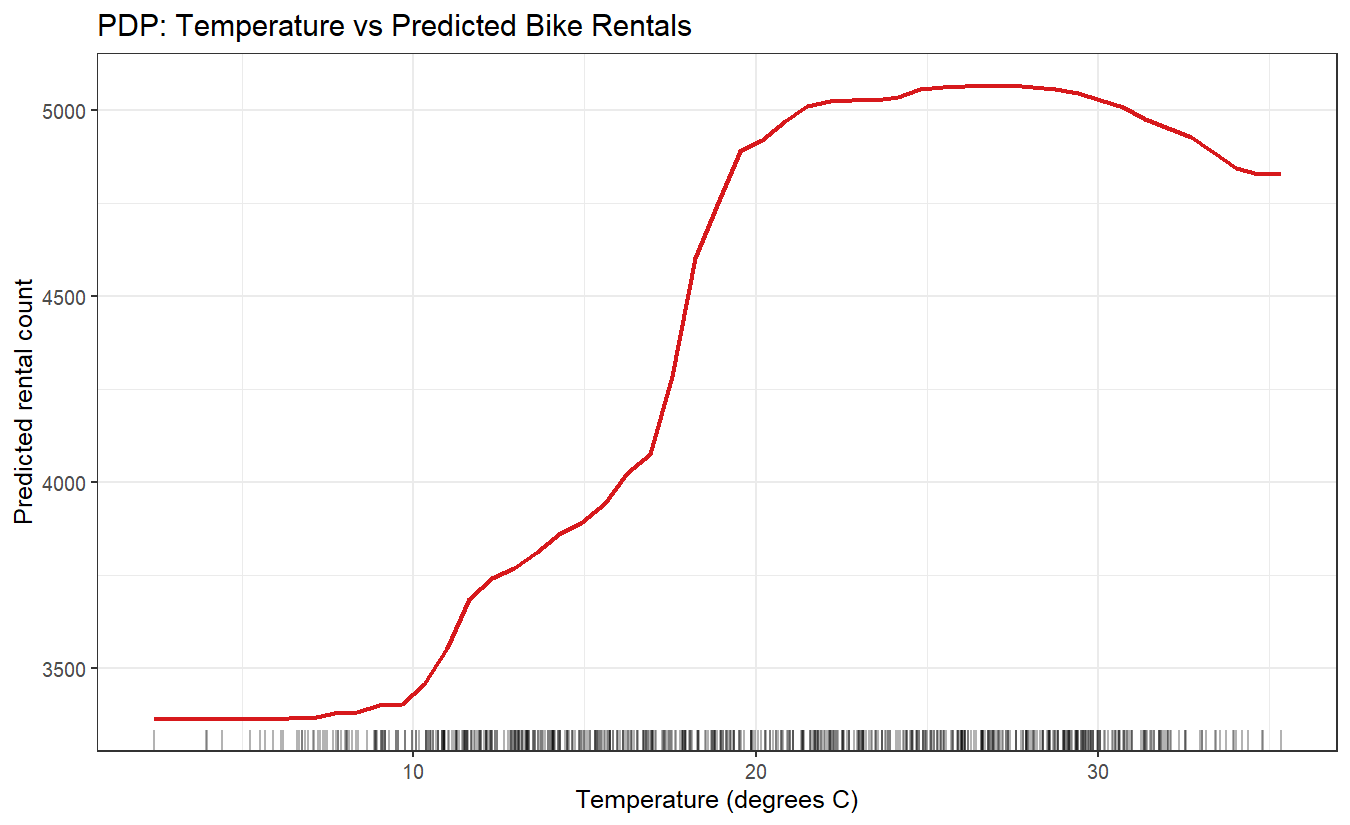 PDP: Temperature vs Predicted Bike Rentals
5000
4500
4000
3500
Predicted rental count
10 20 30
Temperature (degrees C)